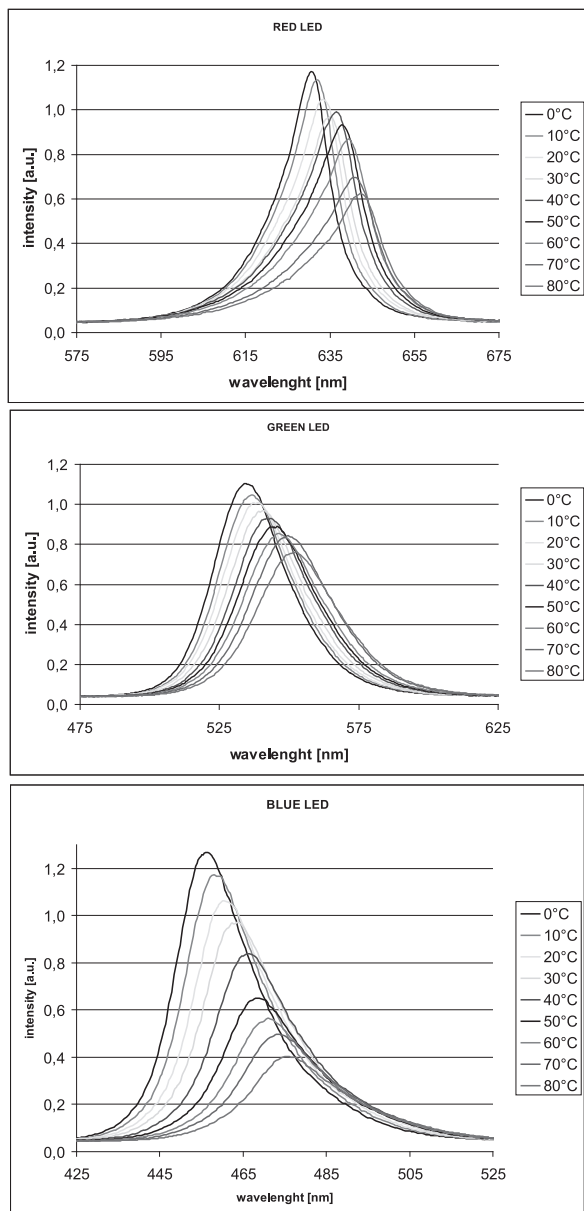 RED LED
1,2
1,0
0,8
0,6
0,4
0,2
0,0
intensity [a.u.]
575 595 615 635 655 675
wavelenght [nm]
0°C
10°C
20°C
30°C
40°C
50°C
60°C
70°C
80°C
GREEN LED
1,2
1,0
0,8
0,6
0,4
0,2
0,0
intensity [a.u.]
475 525 575 625
wavelenght [nm]
0°C
10°C
20°C
30°C
40°C
50°C
60°C
70°C
80°C
BLUE LED
1,2
1,0
0,8
0,6
0,4
0,2
0,0
intensity [a.u.]
425 445 465 485 505 525
wavelenght [nm]
0°C
10°C
20°C
30°C
40°C
50°C
60°C
70°C
80°C